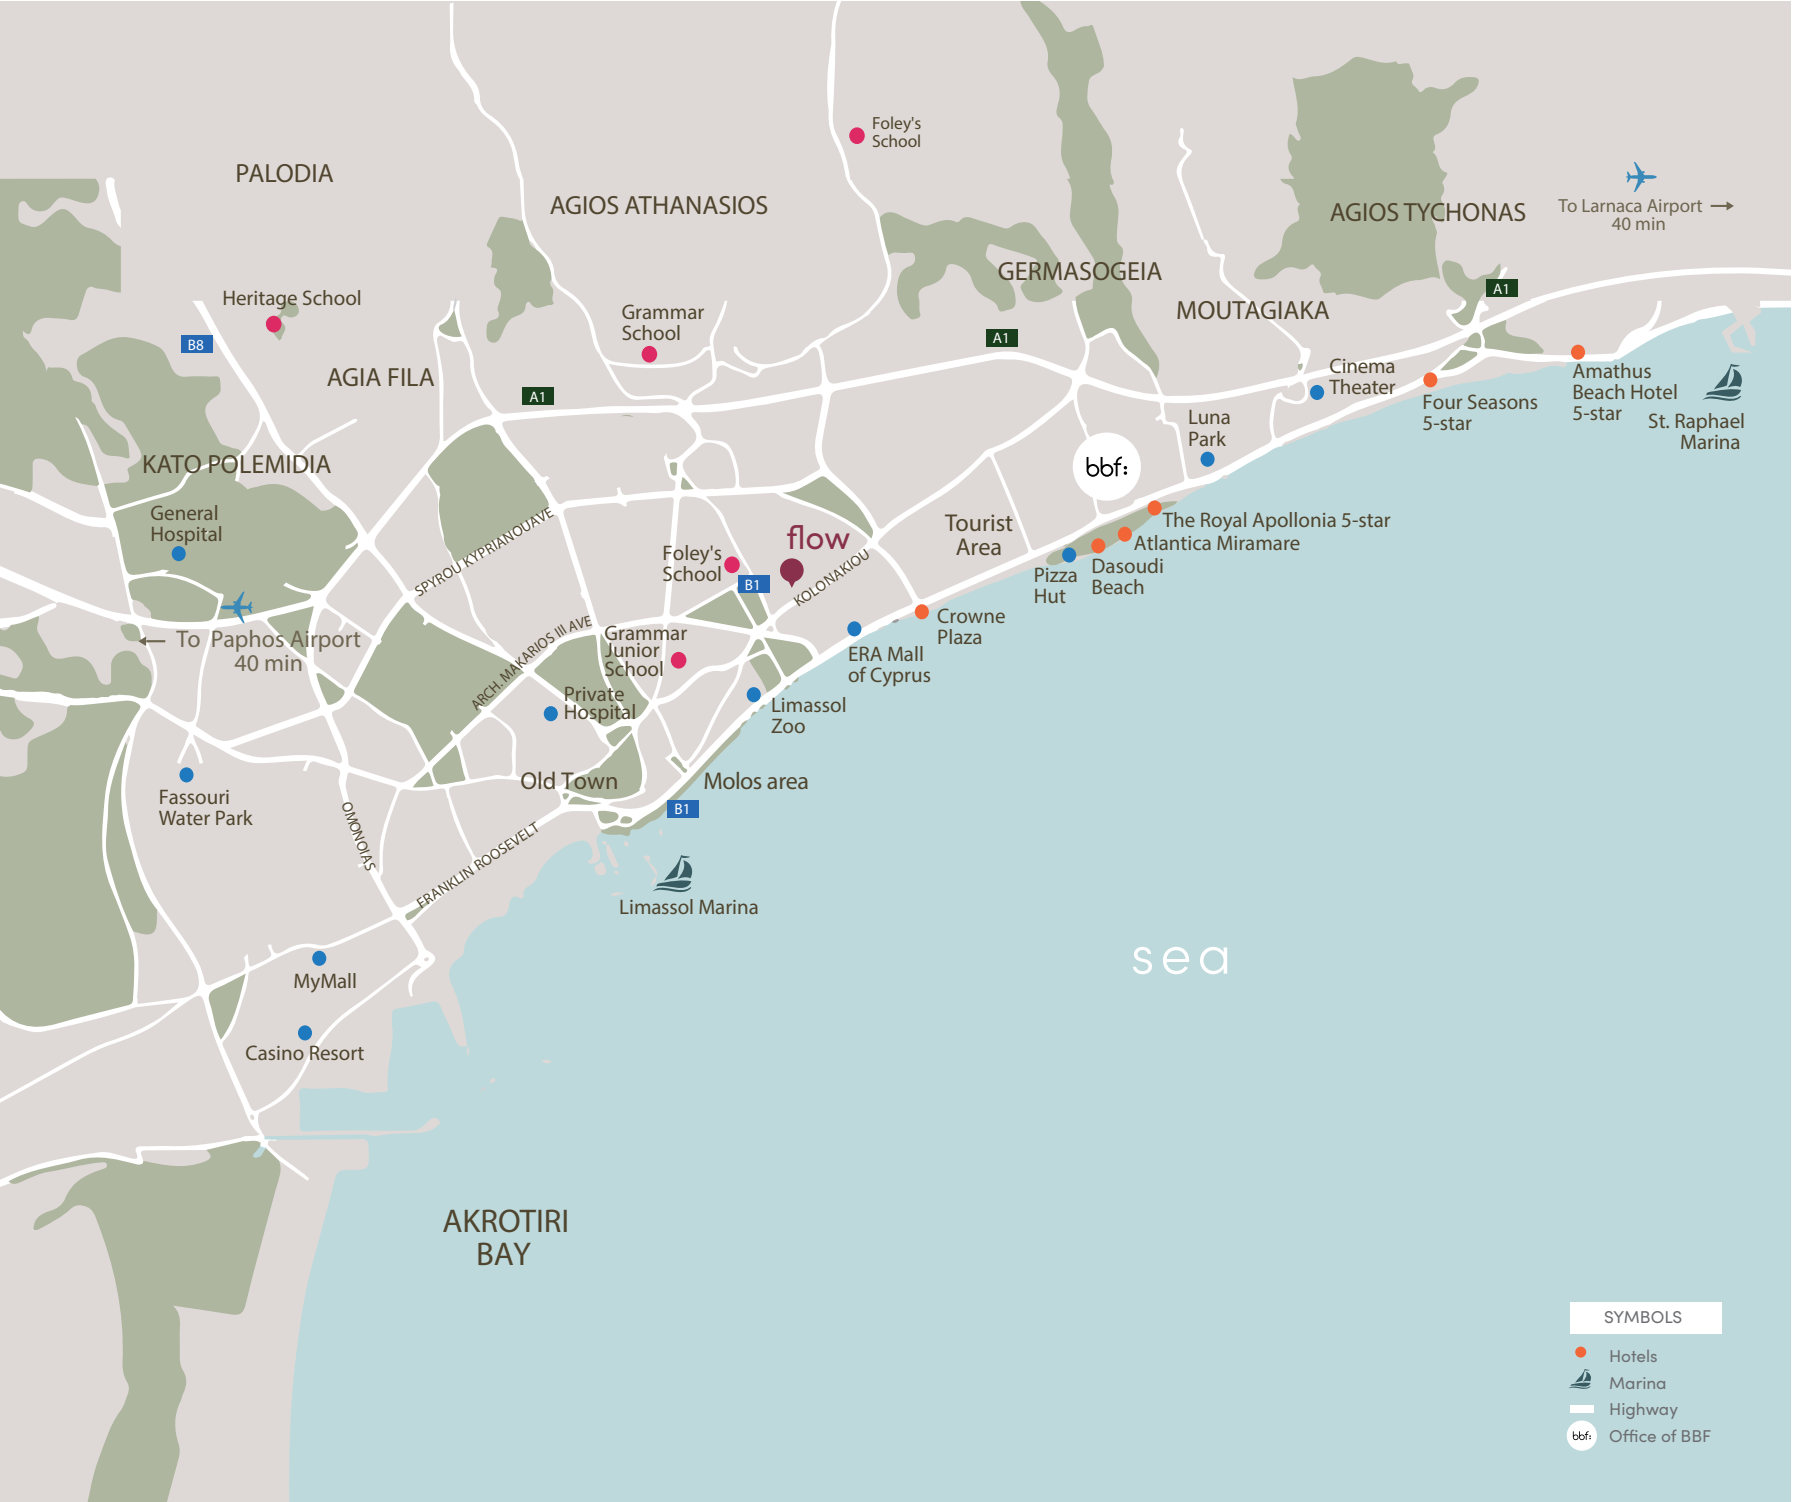 Foley's
School
PALODIA
AGIOS ATHANASIOS
AGIOS TYCHONAS
To Larnaca Airport
40 min
GERMASOGEIA
A1
Heritage School
MOUTAGIAKA
Grammar
School
B8
A1
Cinema
Theater
AGIA FILA
A1
Amathus
Beach Hotel
5-star
Four Seasons
5-star
St. Raphael
Marina
Luna
Park
KATO POLEMIDIA
bbf:
General
Hospital
SPYROU KYPRIANOUAVE
flow
Tourist
Area
The Royal Apollonia 5-star
Atlantica Miramare
Foley's
School
B1
KOLONAKIOU
Pizza
Hut
Dasoudi
Beach
To Paphos Airport
40 min
ARCH. MAKARIOS III AVE
Grammar
Junior
School
Crowne
Plaza
ERA Mall
of Cyprus
Private
Hospital
Limassol
Zoo
Old Town
Molos area
B1
Fassouri
Water Park
OMONOIAS
FRANKLIN ROOSEVELT
Limassol Marina
sea
MyMall
Casino Resort
AKROTIRI
BAY
SYMBOLS
Hotels
Marina
Highway
bbf: Office of BBF